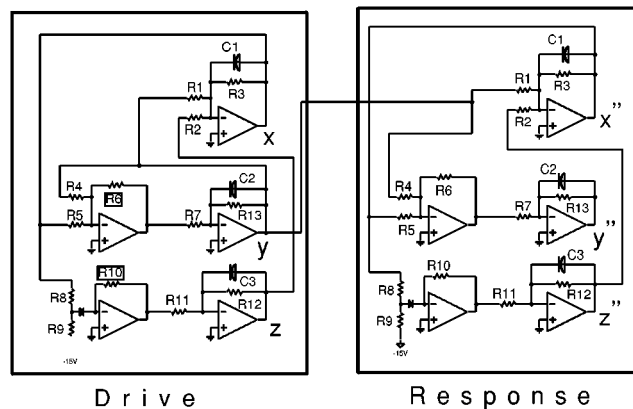 C1
R1
R3
R2
x
R4
R6
C2
R5
R7
R13
y
R10
R8
C3
R11
R12
R9
z
-15V
Drive
C1
R1
R3
R2
x"
R4
R6
C2
R5
R7
R13
y"
R10
C3
R8
R11
R12
R9
z"
-15V
Response